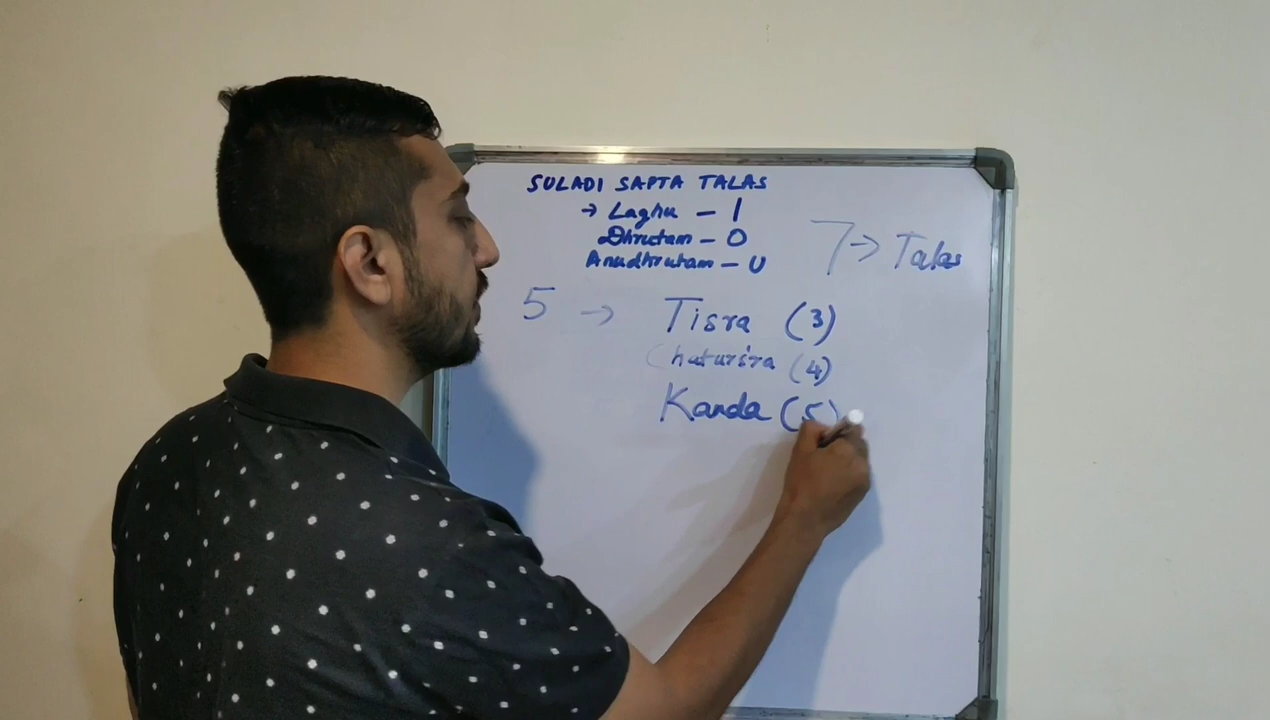 SULADI SAPTA TALAS
→ Laghu – |
Dhrutam – O
Anudhrutam – U
7 → Talas
5 → Tisra (3)
Chatursra (4)
Kanda (5)